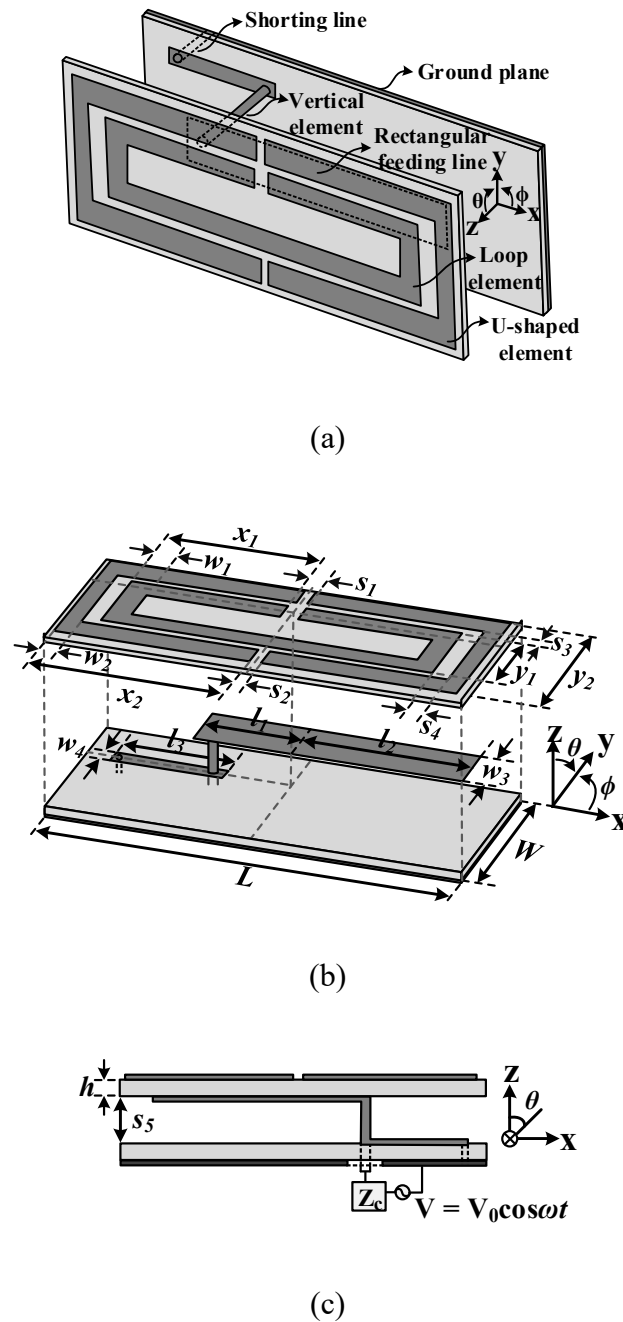 Shorting line
Ground plane
Vertical
element
Rectangular
feeding line
y
θ
ϕ
z
x
Loop
element
U-shaped
element
(a)
x₁
w₁
s₁
s₃
w₂
x₂
s₂
y₁
y₂
s₄
l₁
l₂
l₃
w₄
w₃
z
θ
y
ϕ
x
W
L
(b)
h
s₅
z
θ
x
Z_c
V = V₀cosωt
(c)